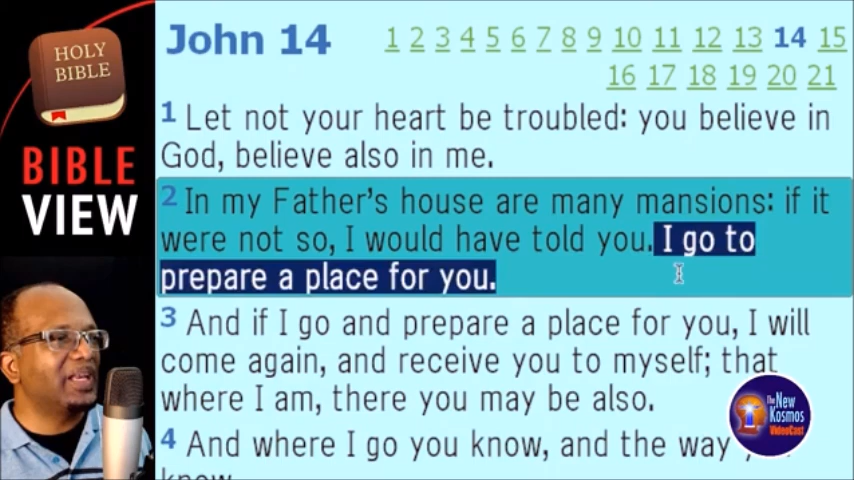 HOLY
BIBLE
BIBLE
VIEW
John 14
1 2 3 4 5 6 7 8 9 10 11 12 13 14 15
16 17 18 19 20 21
1 Let not your heart be troubled: you believe in
God, believe also in me.
2 In my Father's house are many mansions: if it
were not so, I would have told you. I go to
prepare a place for you.
3 And if I go and prepare a place for you, I will
come again, and receive you to myself; that
where I am, there you may be also.
4 And where I go you know, and the way
know.
The New
Kosmos
VideoCast